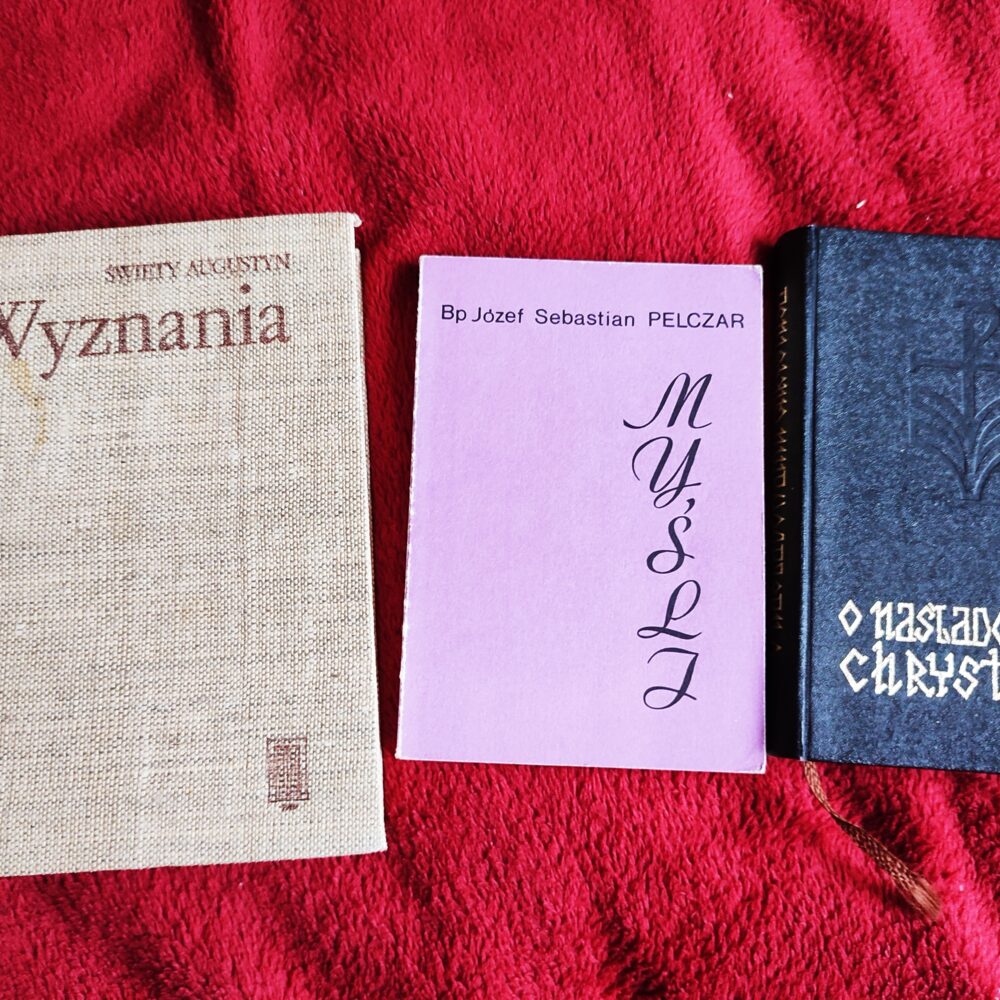 ŚWIĘTY AUGUSTYN
Wyznania
Bp Józef Sebastian PELCZAR
MYŚLI
O NAŚLADO
CHRYST